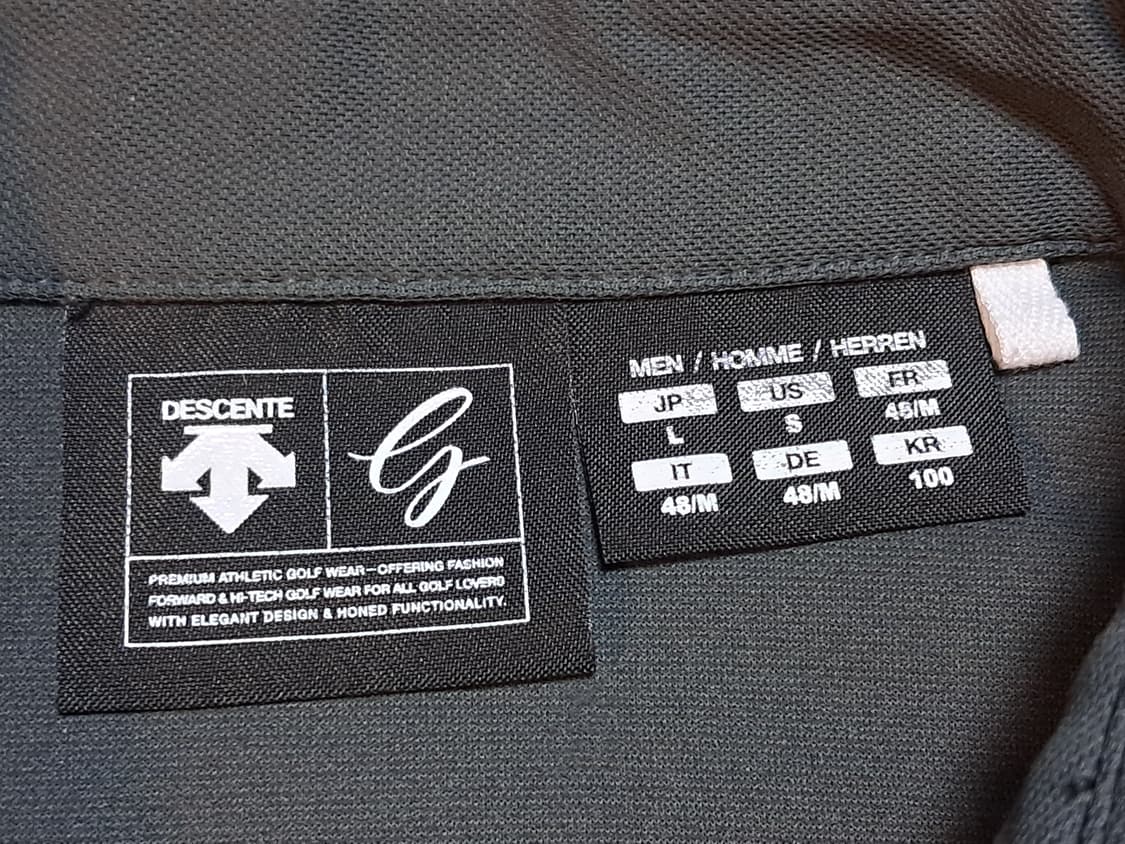 DESCENTE
G
PREMIUM ATHLETIC GOLF WEAR—OFFERING FASHION
FORWARD & HI-TECH GOLF WEAR FOR ALL GOLF LOVERS
WITH ELEGANT DESIGN & HONED FUNCTIONALITY.
MEN / HOMME / HERREN
JP US FR
L S 46/M
IT DE KR
48/M 48/M 100